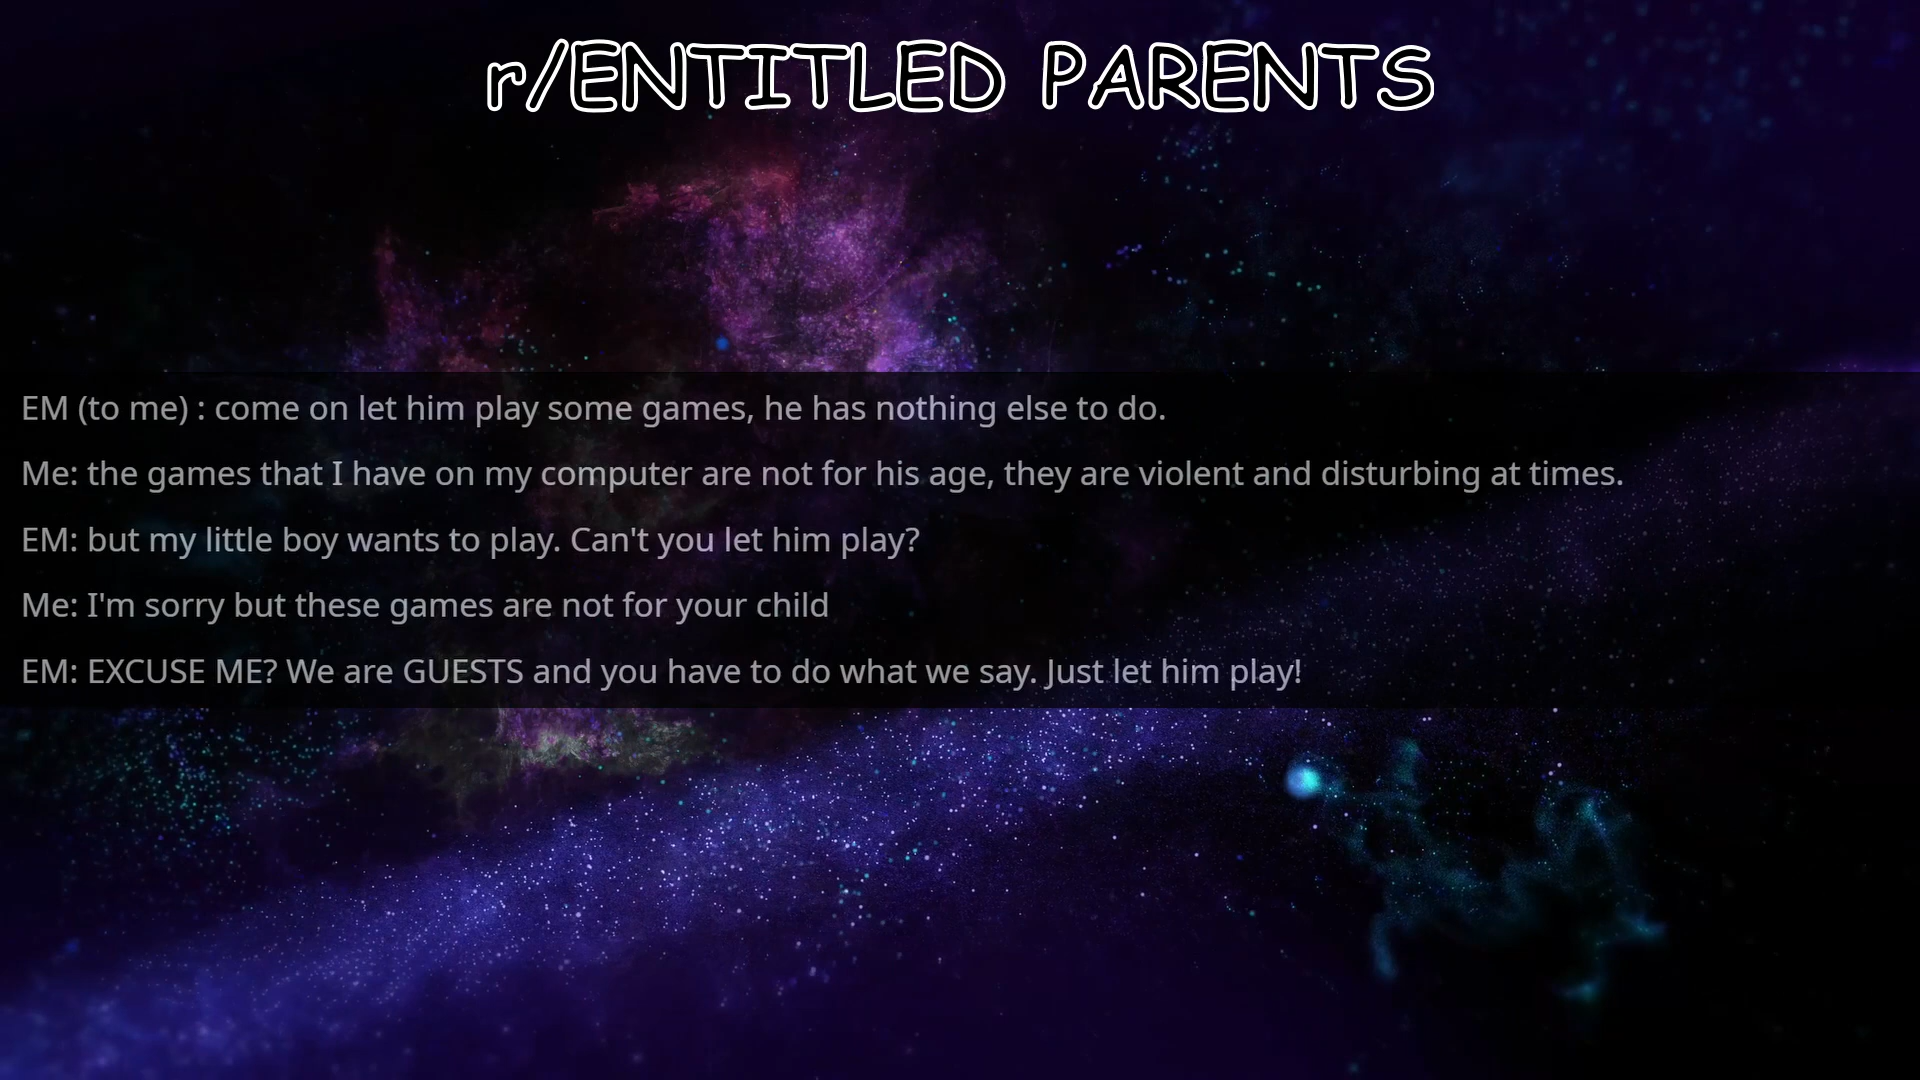 r/ENTITLED PARENTS
EM (to me) : come on let him play some games, he has nothing else to do.
Me: the games that I have on my computer are not for his age, they are violent and disturbing at times.
EM: but my little boy wants to play. Can't you let him play?
Me: I'm sorry but these games are not for your child
EM: EXCUSE ME? We are GUESTS and you have to do what we say. Just let him play!